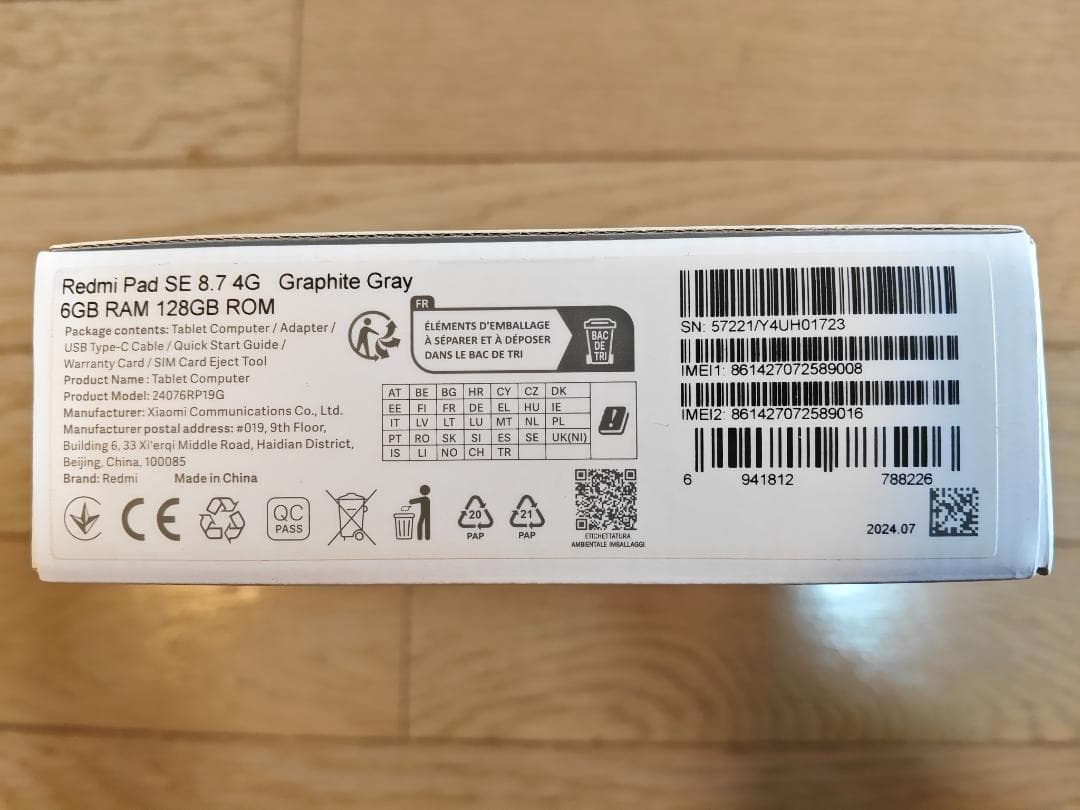 Redmi Pad SE 8.7 4G Graphite Gray
6GB RAM 128GB ROM
Package contents: Tablet Computer / Adapter /
USB Type-C Cable / Quick Start Guide /
Warranty Card / SIM Card Eject Tool
Product Name: Tablet Computer
Product Model: 24076RP19G
Manufacturer: Xiaomi Communications Co., Ltd.
Manufacturer postal address: #019, 9th Floor,
Building 6, 33 Xi'erqi Middle Road, Haidian District,
Beijing, China, 100085
Brand: Redmi Made in China
CE
QC
PASS
20
PAP
21
PAP
FR
ÉLÉMENTS D'EMBALLAGE
À SÉPARER ET À DÉPOSER
DANS LE BAC DE TRI
BAC
DE
TRI
AT BE BG HR CY CZ DK
EE FI FR DE EL HU IE
IT LV LT LU MT NL PL
PT RO SK SI ES SE UK(NI)
IS LI NO CH TR
ETICHETTATURA
AMBIENTALE IMBALLAGGI
SN: 57221/Y4UH01723
IMEI1: 861427072589008
IMEI2: 861427072589016
6 941812 788226
2024.07